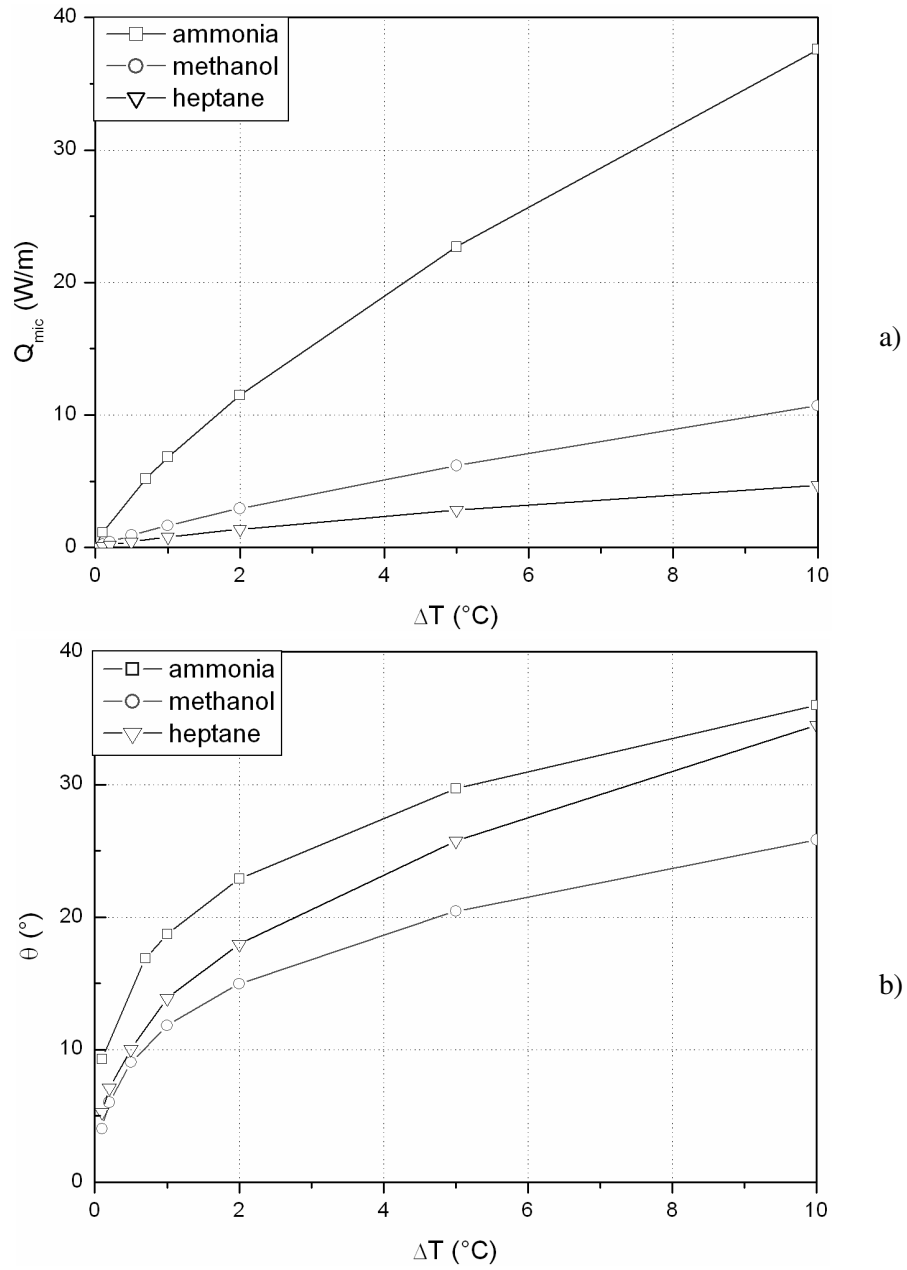 40
ammonia
methanol
heptane
30
20
10
0
Q_mic (W/m)
0 2 4 6 8 10
ΔT (°C)
a)
40
ammonia
methanol
heptane
30
20
10
0
θ (°)
0 2 4 6 8 10
ΔT (°C)
b)